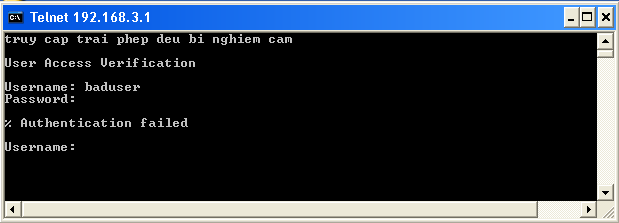 Telnet 192.168.3.1
truy cap trai phep deu bi nghiem cam
User Access Verification
Username: baduser
Password:
% Authentication failed
Username: